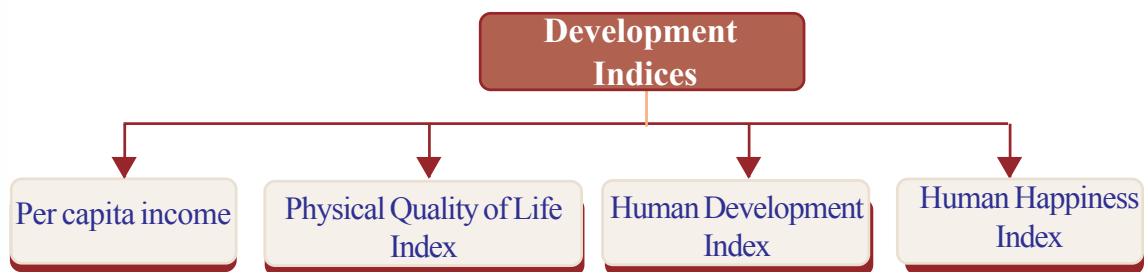 Development
Indices
Per capita income
Physical Quality of Life
Index
Human Development
Index
Human Happiness
Index